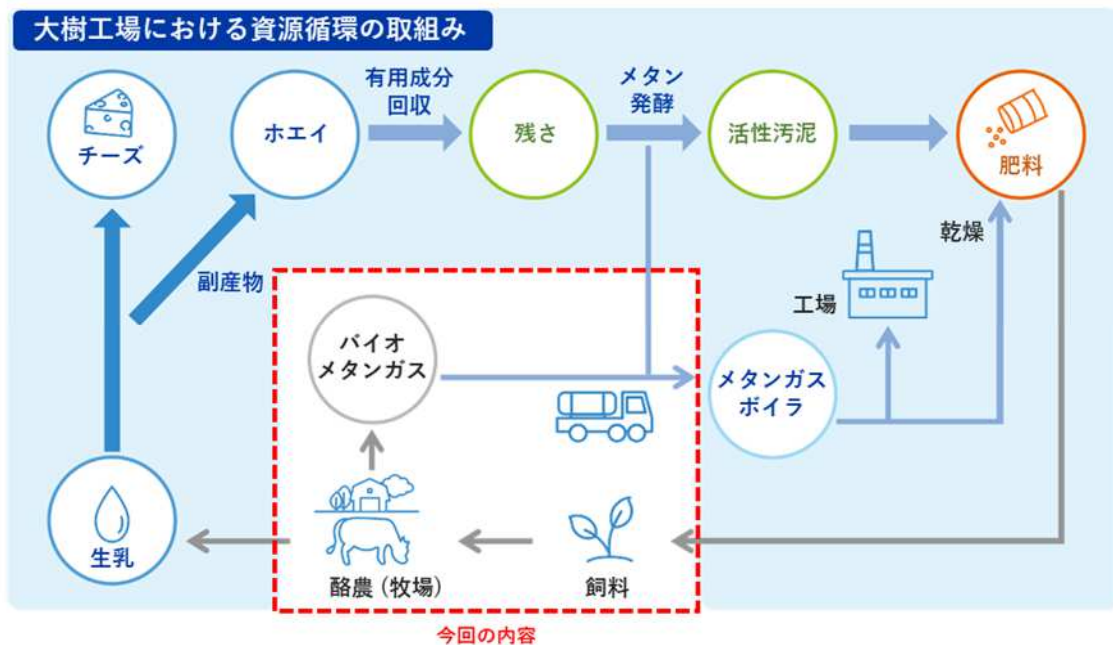 大樹工場における資源循環の取組み
チーズ
ホエイ
有用成分
回収
残さ
メタン
発酵
活性汚泥
肥料
副産物
乾燥
工場
バイオ
メタンガス
メタンガス
ボイラ
生乳
酪農(牧場)
飼料
今回の内容